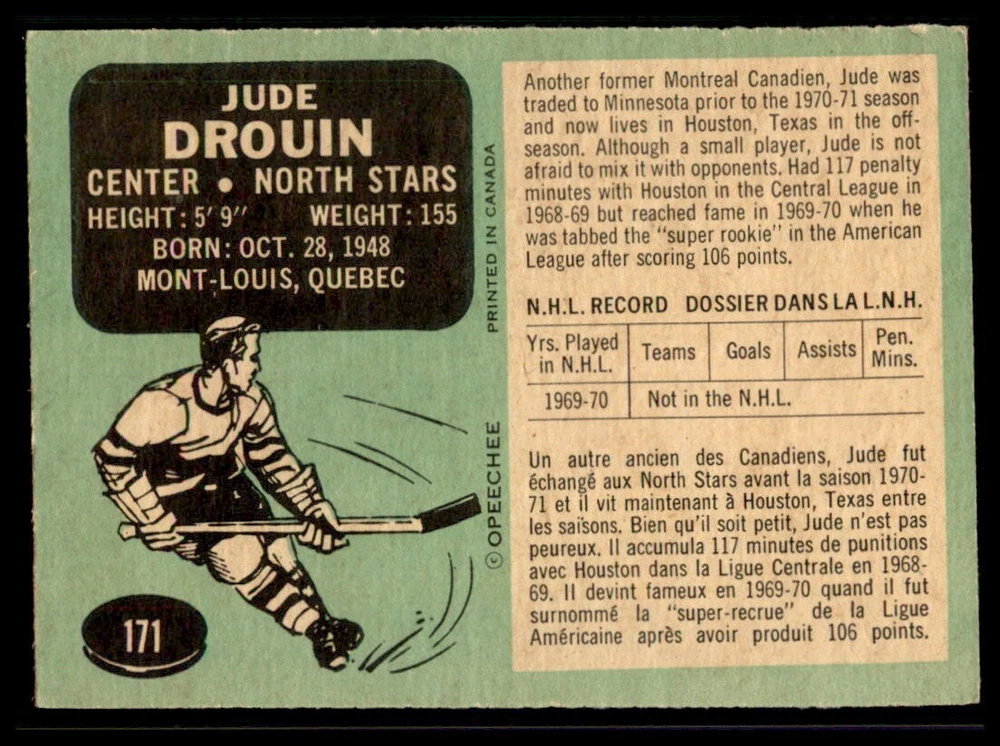 JUDE
DROUIN
CENTER • NORTH STARS
HEIGHT: 5' 9" WEIGHT: 155
BORN: OCT. 28, 1948
MONT-LOUIS, QUEBEC
171
PRINTED IN CANADA
© OPEECHEE
Another former Montreal Canadien, Jude was
traded to Minnesota prior to the 1970-71 season
and now lives in Houston, Texas in the off-
season. Although a small player, Jude is not
afraid to mix it with opponents. Had 117 penalty
minutes with Houston in the Central League in
1968-69 but reached fame in 1969-70 when he
was tabbed the "super rookie" in the American
League after scoring 106 points.
N.H.L. RECORD DOSSIER DANS LA L.N.H.
Yrs. Played
in N.H.L. Teams Goals Assists Pen.
Mins.
1969-70 Not in the N.H.L.
Un autre ancien des Canadiens, Jude fut
échangé aux North Stars avant la saison 1970-
71 et il vit maintenant à Houston, Texas entre
les saisons. Bien qu'il soit petit, Jude n'est pas
peureux. Il accumula 117 minutes de punitions
avec Houston dans la Ligue Centrale en 1968-
69. Il devint fameux en 1969-70 quand il fut
surnommé la "super-recrue" de la Ligue
Américaine après avoir produit 106 points.